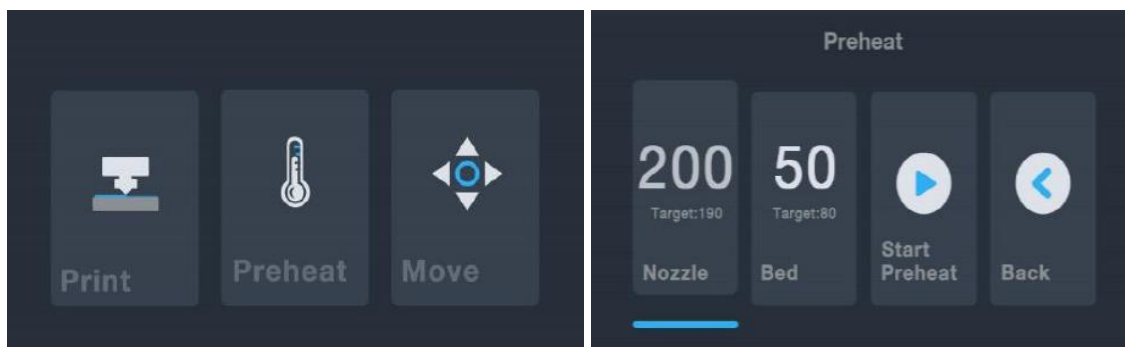 Print
Preheat
Move
Preheat
200
Target:190
Nozzle
50
Target:80
Bed
Start
Preheat
Back